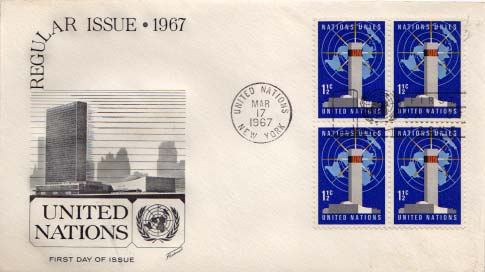 REGULAR ISSUE • 1967
UNITED NATIONS
MAR
17
1967
NEW YORK
NATIONS UNIES
1½c
UNITED NATIONS
NATIONS UNIES
1½c
UNITED NATIONS
NATIONS UNIES
1½c
UNITED NATIONS
NATIONS UNIES
1½c
UNITED NATIONS
UNITED
NATIONS
FIRST DAY OF ISSUE